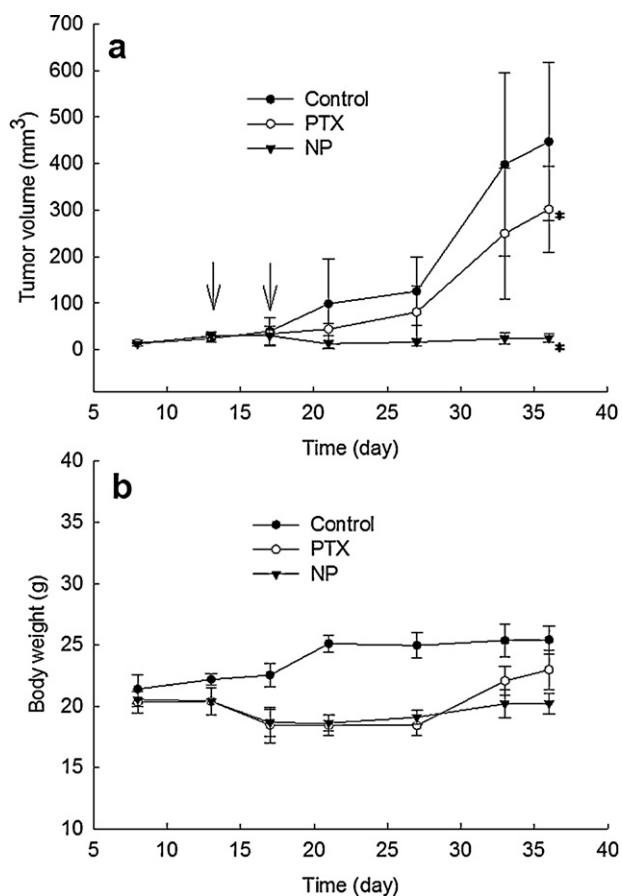 a
700
600
500
400
300
200
100
0
Tumor volume (mm³)
Control
PTX
NP
*
*
5 10 15 20 25 30 35 40
Time (day)
b
40
35
30
25
20
15
10
Body weight (g)
Control
PTX
NP
5 10 15 20 25 30 35 40
Time (day)